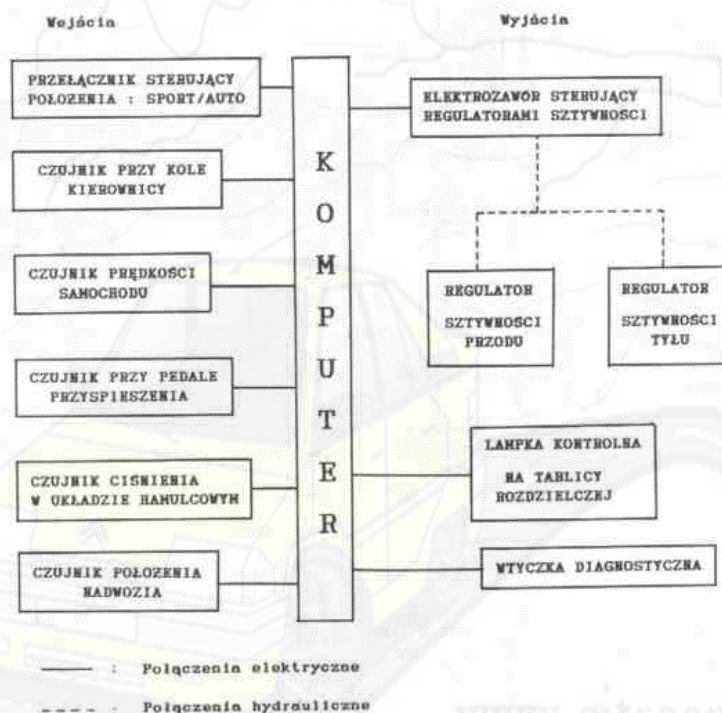 Wejścia
Wyjścia
PRZEŁĄCZNIK STERUJĄCY
POŁOŻENIA : SPORT/AUTO
CZUJNIK PRZY KOLE
KIEROWNICY
CZUJNIK PRĘDKOŚCI
SAMOCHODU
CZUJNIK PRZY PEDALE
PRZYSPIESZENIA
CZUJNIK CIŚNIENIA
W UKŁADZIE HAMULCOWYM
CZUJNIK POŁOŻENIA
NADWOZIA
KOMPUTER
ELEKTROZAWÓR STERUJĄCY
REGULATORAMI SZTYWNOŚCI
REGULATOR
SZTYWNOŚCI
PRZODU
REGULATOR
SZTYWNOŚCI
TYŁU
LAMPKA KONTROLNA
NA TABLICY
ROZDZIELCZEJ
WTYCZKA DIAGNOSTYCZNA
: Połączenia elektryczne
: Połączenia hydrauliczne